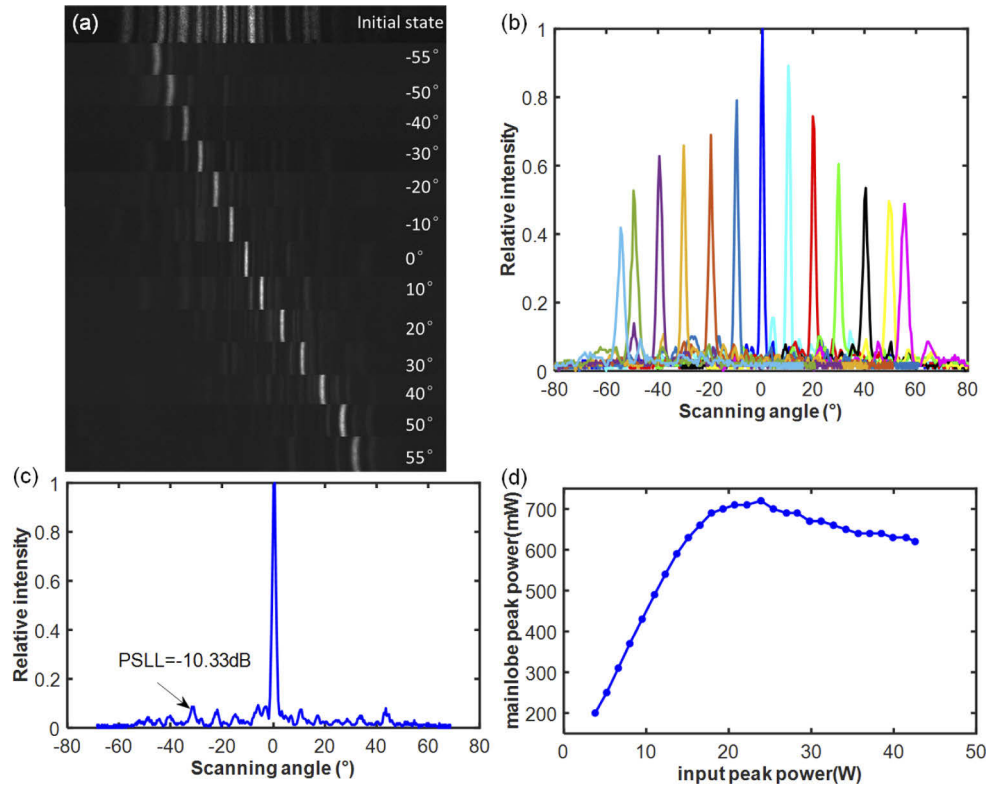 (a)
Initial state
-55°
-50°
-40°
-30°
-20°
-10°
0°
10°
20°
30°
40°
50°
55°
(b)
1
0.8
0.6
0.4
0.2
0
Relative intensity
-80 -60 -40 -20 0 20 40 60 80
Scanning angle (°)
(c)
1
0.8
0.6
0.4
0.2
0
Relative intensity
PSLL=-10.33dB
-80 -60 -40 -20 0 20 40 60 80
Scanning angle (°)
(d)
700
600
500
400
300
200
mainlobe peak power(mW)
0 10 20 30 40 50
input peak power(W)